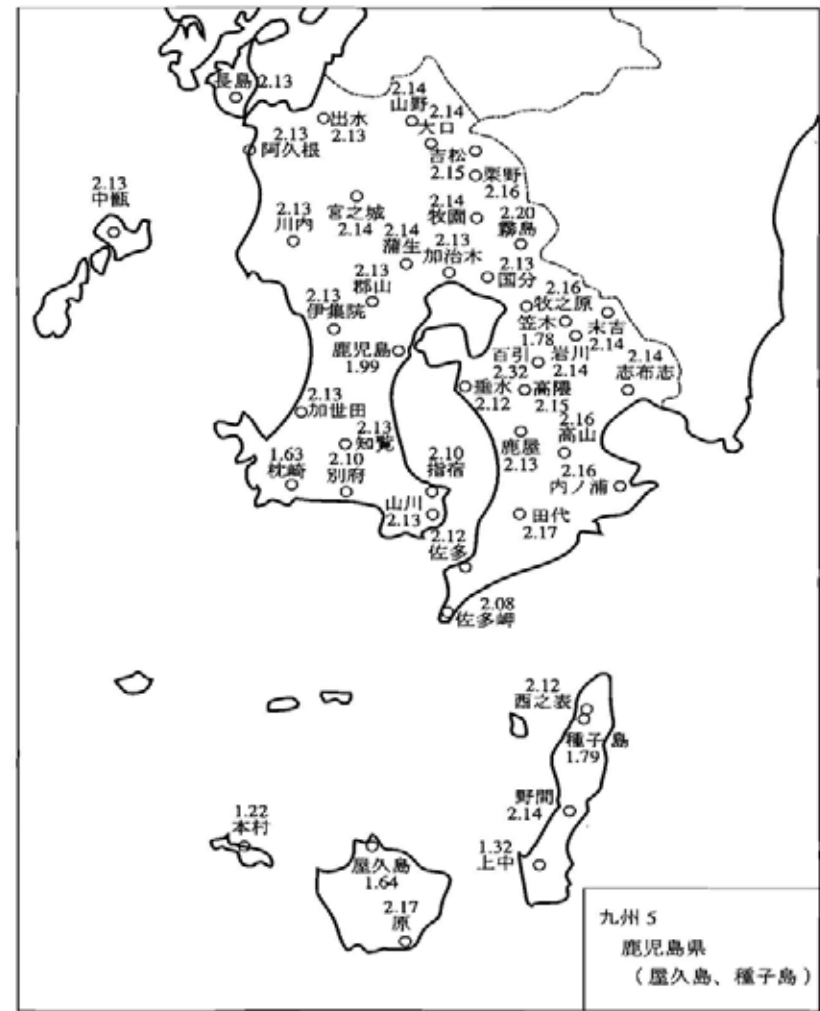 長島 2.13
出水
2.13
2.14
山野
2.14
大口
2.13
阿久根
吉松
2.15
栗野
2.16
2.13
中甑
宮之城
2.14
2.14
牧園
2.20
霧島
2.13
川内
2.14
蒲生
2.13
加治木
2.13
国分
2.13
郡山
2.13
伊集院
2.16
牧之原
笠木
1.78
末吉
2.14
鹿児島
1.99
百引
2.32
岩川
2.14
2.14
志布志
垂水
2.12
高隈
2.15
2.13
加世田
2.13
知覧
鹿屋
2.13
2.16
高山
1.63
枕崎
2.10
別府
2.10
指宿
2.16
内ノ浦
山川
2.13
田代
2.17
2.12
佐多
2.08
佐多岬
2.12
西之表
種子島
1.79
野間
2.14
1.22
本村
屋久島
1.64
1.32
上中
2.17
原
九州 5
鹿児島県
(屋久島、種子島)